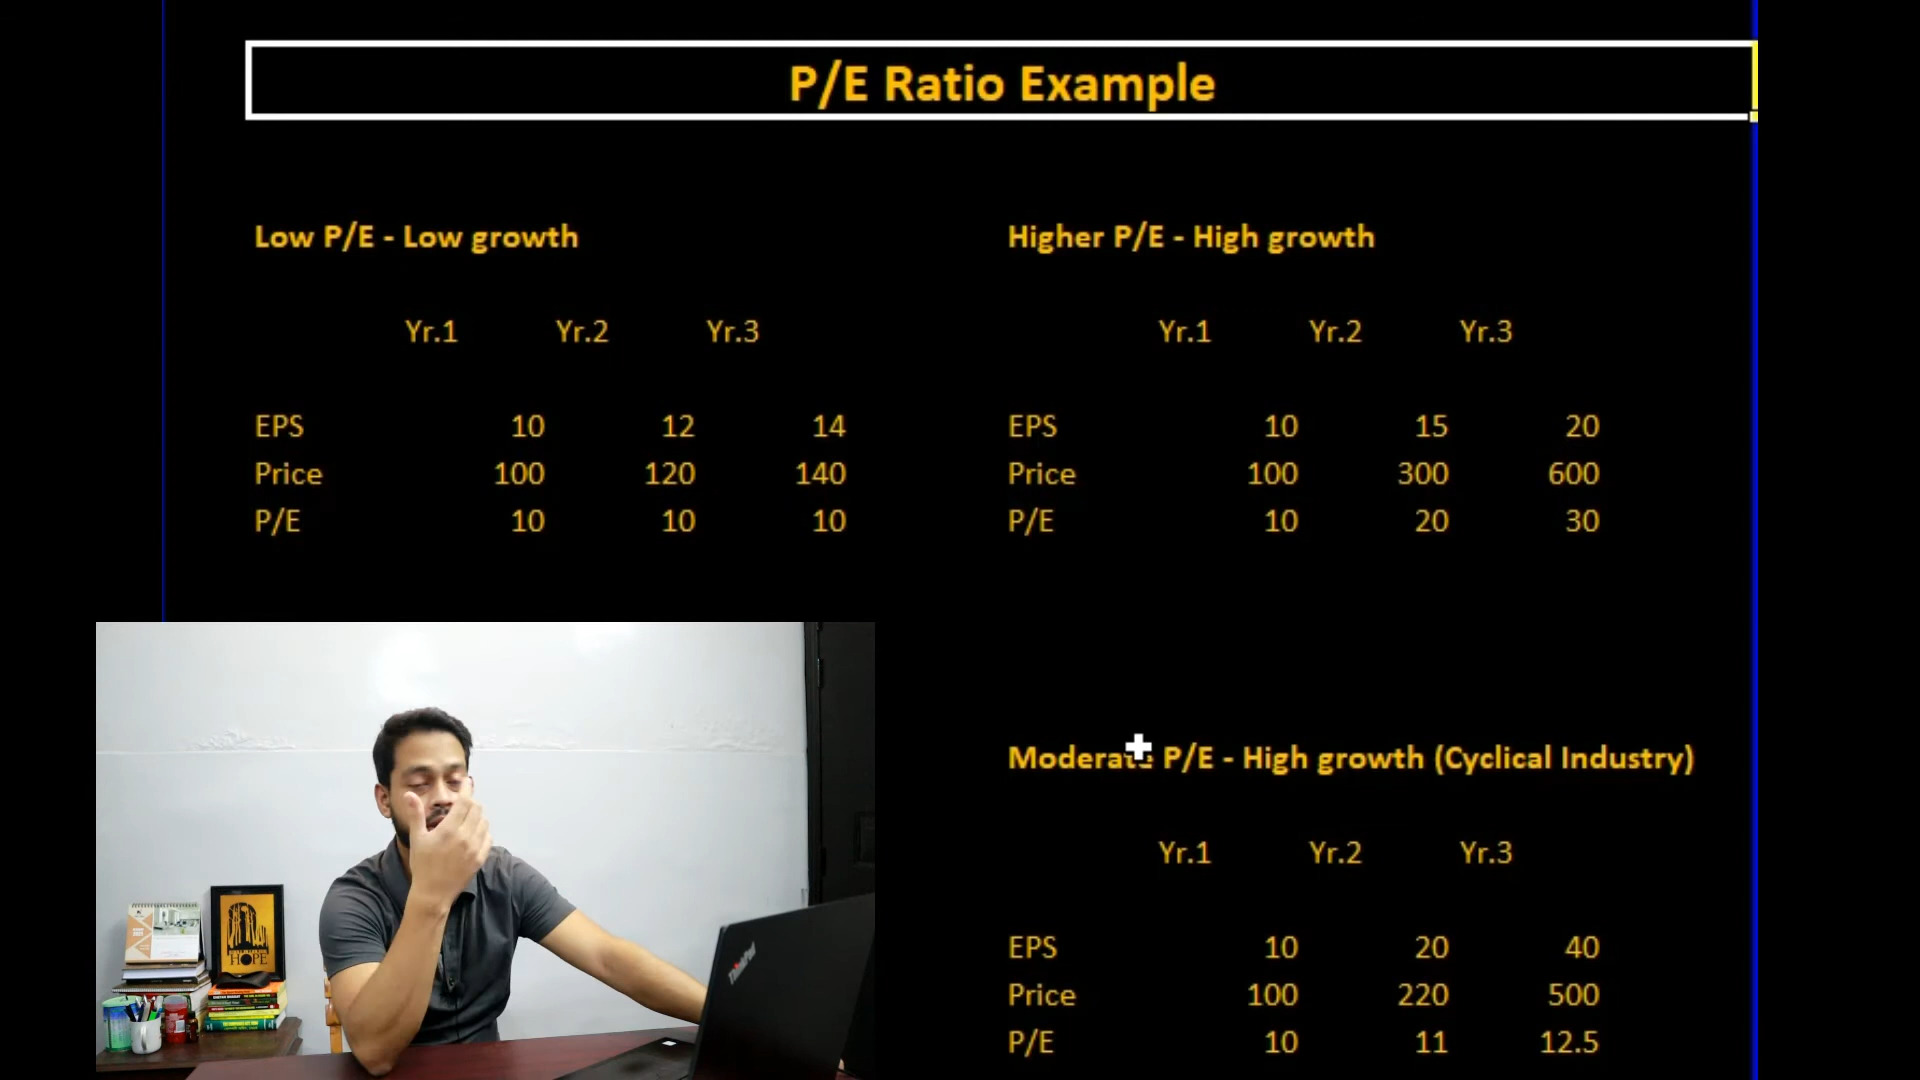 P/E Ratio Example
Low P/E - Low growth
Yr.1 Yr.2 Yr.3
EPS 10 12 14
Price 100 120 140
P/E 10 10 10
Higher P/E - High growth
Yr.1 Yr.2 Yr.3
EPS 10 15 20
Price 100 300 600
P/E 10 20 30
Moderate P/E - High growth (Cyclical Industry)
Yr.1 Yr.2 Yr.3
EPS 10 20 40
Price 100 220 500
P/E 10 11 12.5
HOPE
ThinkPad